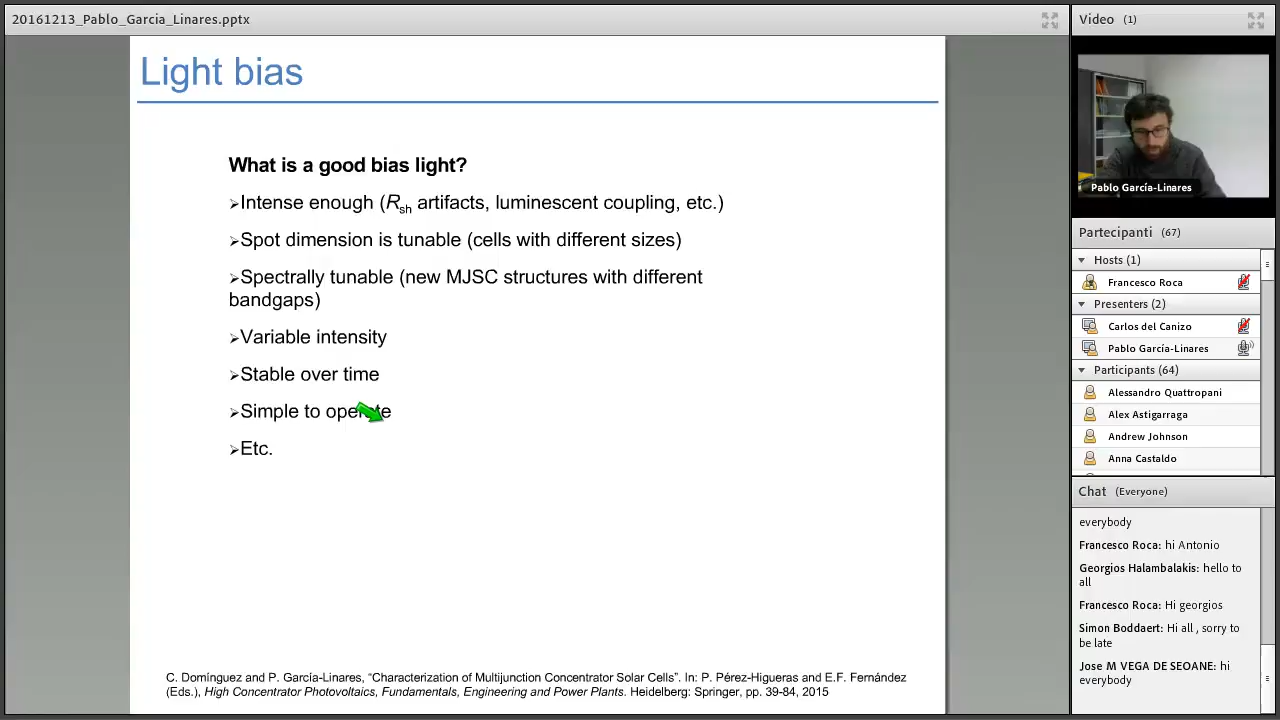 20161213_Pablo_Garcia_Linares.pptx
Light bias
What is a good bias light?
➢Intense enough (Rsh artifacts, luminescent coupling, etc.)
➢Spot dimension is tunable (cells with different sizes)
➢Spectrally tunable (new MJSC structures with different
bandgaps)
➢Variable intensity
➢Stable over time
➢Simple to operate
➢Etc.
C. Domínguez and P. García-Linares, “Characterization of Multijunction Concentrator Solar Cells”. In: P. Pérez-Higueras and E.F. Fernández
(Eds.), High Concentrator Photovoltaics, Fundamentals, Engineering and Power Plants. Heidelberg: Springer, pp. 39-84, 2015
Video (1)
Pablo García-Linares
Partecipanti (67)
Hosts (1)
Francesco Roca
Presenters (2)
Carlos del Canizo
Pablo García-Linares
Participants (64)
Alessandro Quattropani
Alex Astigarraga
Andrew Johnson
Anna Castaldo
Chat (Everyone)
everybody
Francesco Roca: hi Antonio
Georgios Halambalakis: hello to
all
Francesco Roca: Hi georgios
Simon Boddaert: Hi all , sorry to
be late
Jose M VEGA DE SEOANE: hi
everybody